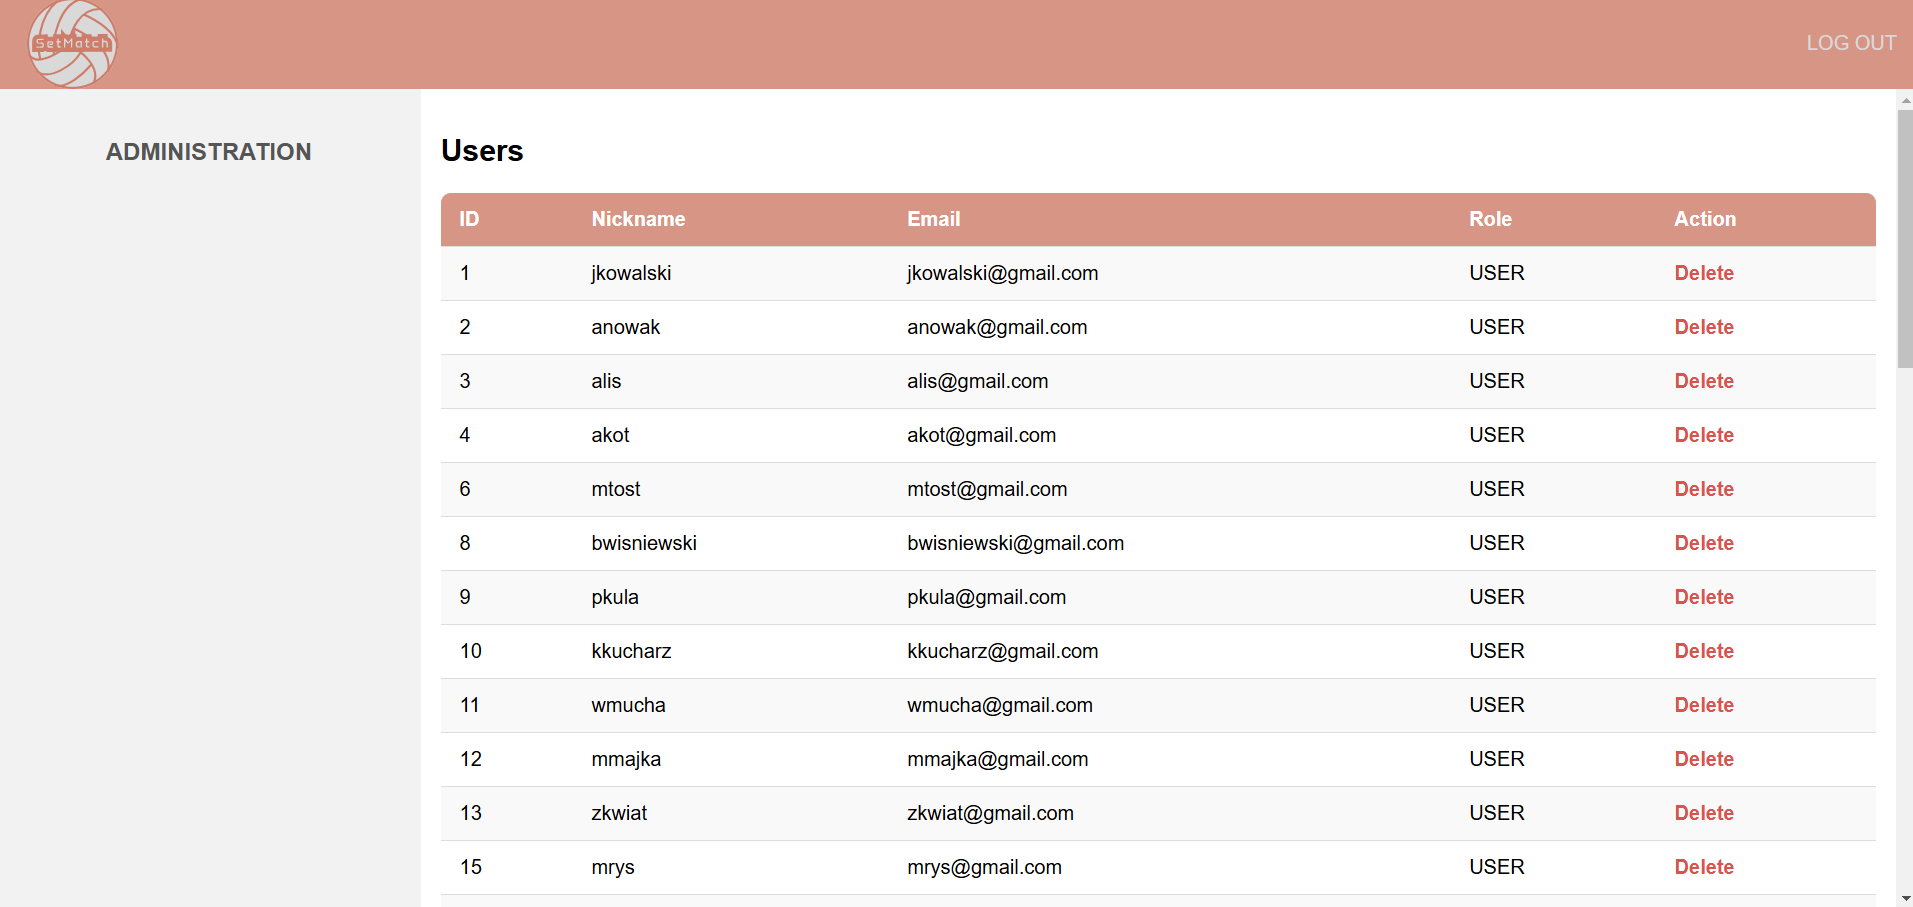 SetMatch
LOG OUT
ADMINISTRATION
Users
ID Nickname Email Role Action
1 jkowalski jkowalski@gmail.com USER Delete
2 anowak anowak@gmail.com USER Delete
3 alis alis@gmail.com USER Delete
4 akot akot@gmail.com USER Delete
6 mtost mtost@gmail.com USER Delete
8 bwisniewski bwisniewski@gmail.com USER Delete
9 pkula pkula@gmail.com USER Delete
10 kkucharz kkucharz@gmail.com USER Delete
11 wmucha wmucha@gmail.com USER Delete
12 mmajka mmajka@gmail.com USER Delete
13 zkwiat zkwiat@gmail.com USER Delete
15 mrys mrys@gmail.com USER Delete